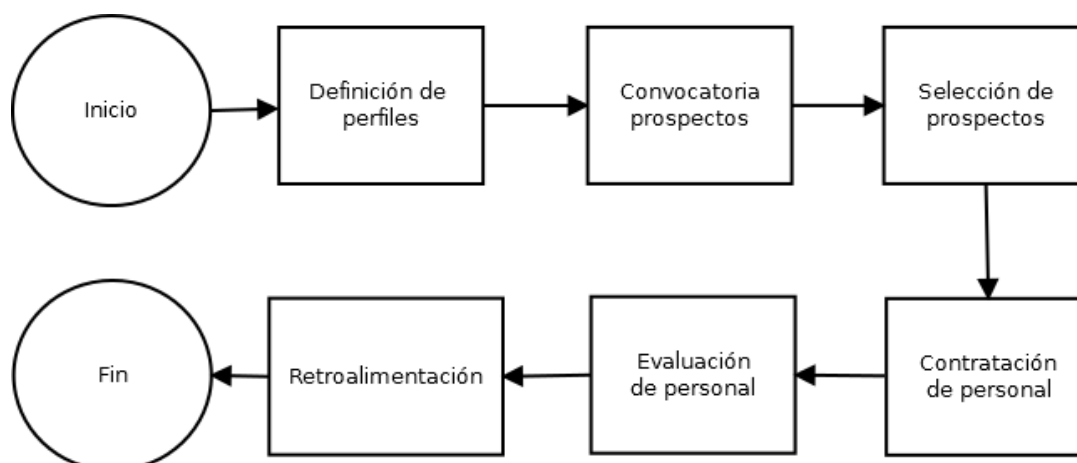 Inicio
Definición de
perfiles
Convocatoria
prospectos
Selección de
prospectos
Contratación
de personal
Evaluación
de personal
Retroalimentación
Fin